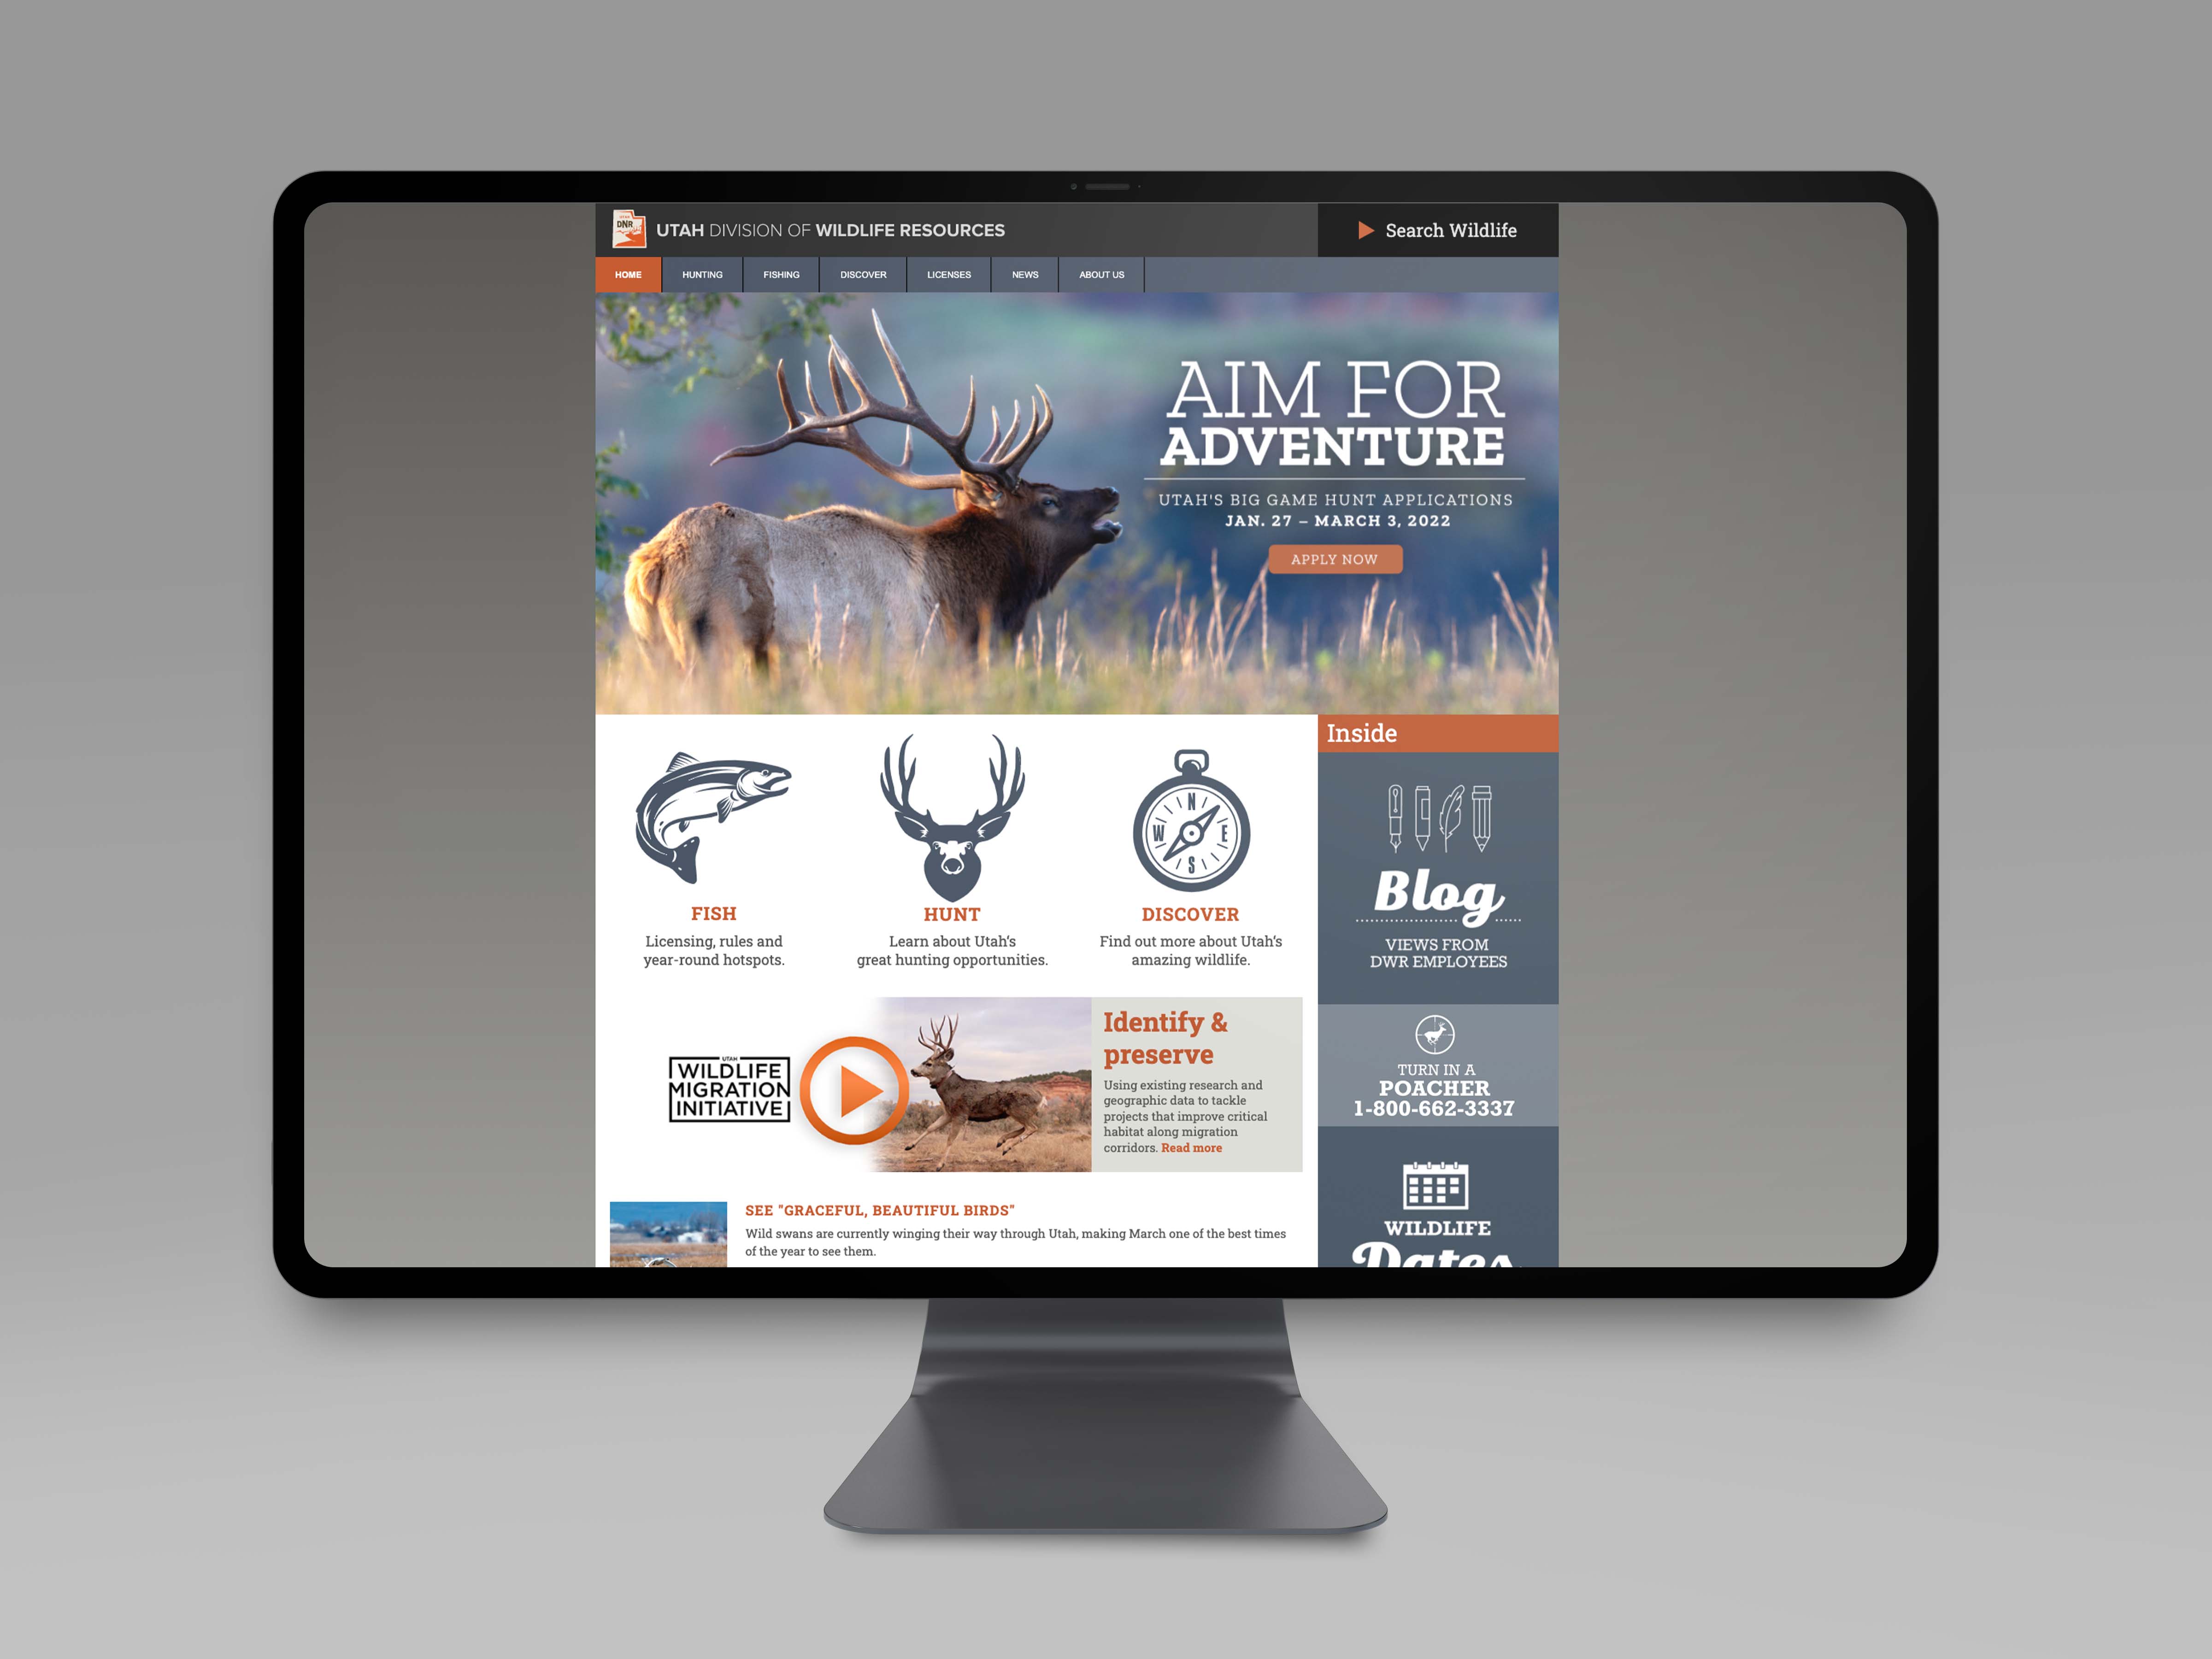 UTAH
DNR
UTAH DIVISION OF WILDLIFE RESOURCES
Search Wildlife
HOME
HUNTING
FISHING
DISCOVER
LICENSES
NEWS
ABOUT US
AIM FOR
ADVENTURE
UTAH'S BIG GAME HUNT APPLICATIONS
JAN. 27 – MARCH 3, 2022
APPLY NOW
FISH
Licensing, rules and
year-round hotspots.
HUNT
Learn about Utah's
great hunting opportunities.
N
W E
S
DISCOVER
Find out more about Utah's
amazing wildlife.
UTAH
WILDLIFE
MIGRATION
INITIATIVE
Identify &
preserve
Using existing research and
geographic data to tackle
projects that improve critical
habitat along migration
corridors. Read more
SEE "GRACEFUL, BEAUTIFUL BIRDS"
Wild swans are currently winging their way through Utah, making March one of the best times
of the year to see them.
Inside
Blog
VIEWS FROM
DWR EMPLOYEES
TURN IN A
POACHER
1-800-662-3337
WILDLIFE
Dates